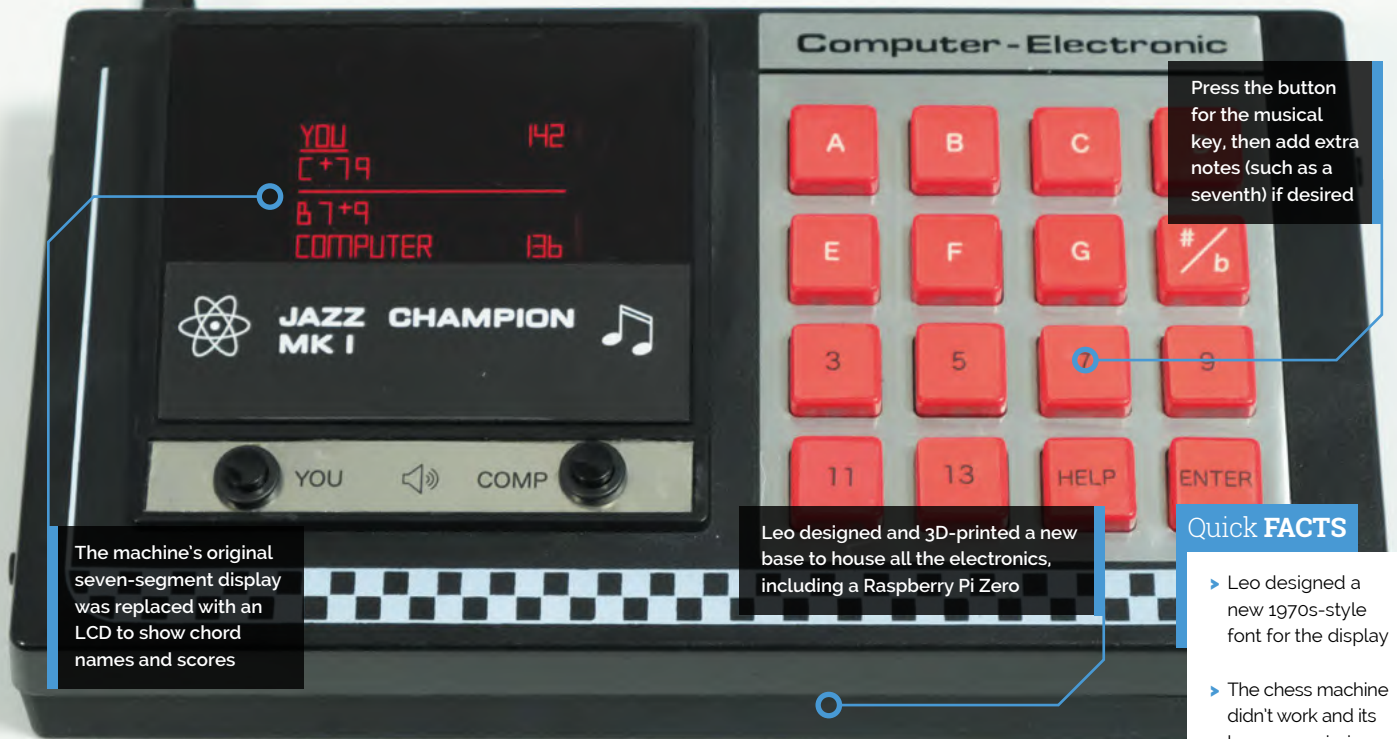 Computer-Electronic
YOU 142
C+79
B7+9
COMPUTER 136
JAZZ CHAMPION
MK I
YOU COMP
A B C
E F G #/b
3 5 7 9
11 13 HELP ENTER
Press the button
for the musical
key, then add extra
notes (such as a
seventh) if desired
The machine's original
seven-segment display
was replaced with an
LCD to show chord
names and scores
Leo designed and 3D-printed a new
base to house all the electronics,
including a Raspberry Pi Zero
Quick FACTS
> Leo designed a
new 1970s-style
font for the display
> The chess machine
didn't work and its